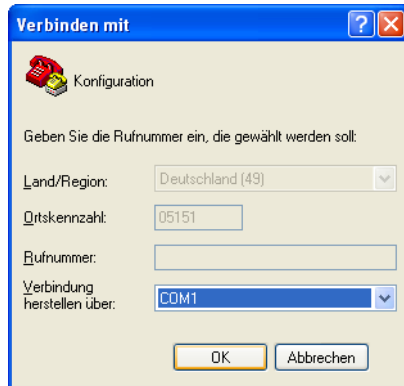 Verbinden mit
Konfiguration
Geben Sie die Rufnummer ein, die gewählt werden soll:
Land/Region: Deutschland (49)
Ortskennzahl: 05151
Rufnummer:
Verbindung
herstellen über: COM1
OK Abbrechen